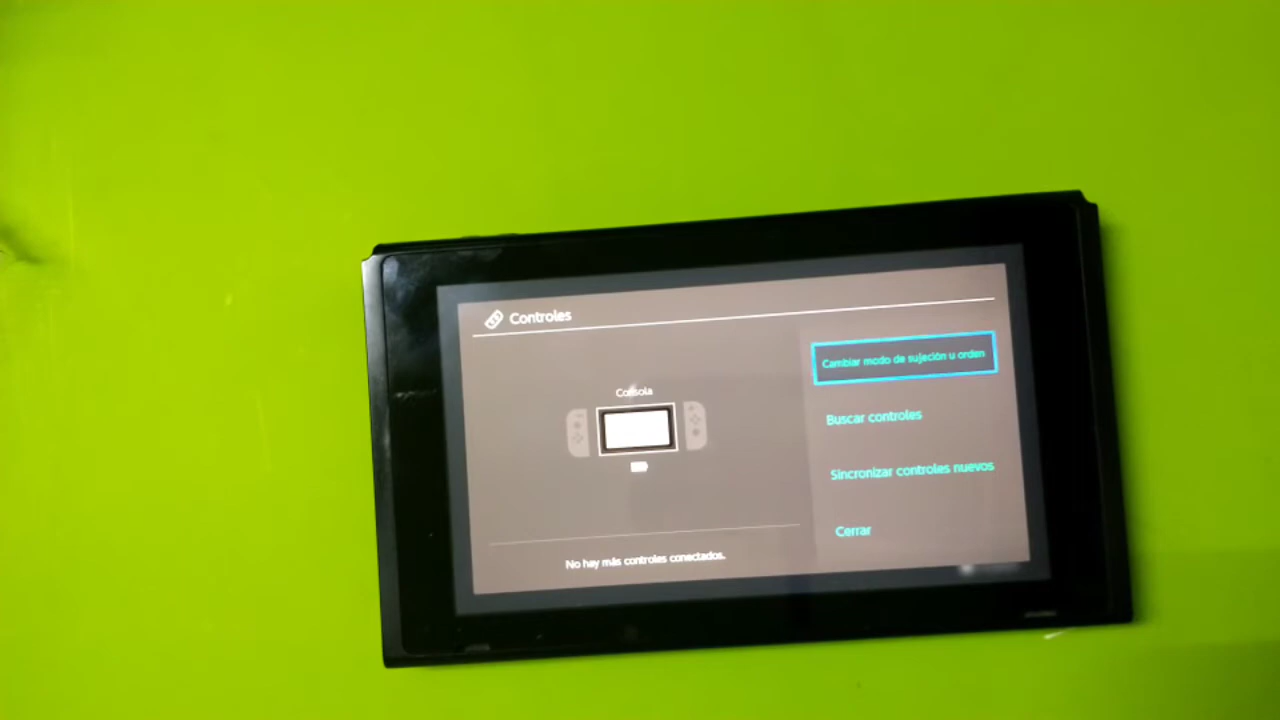 Controles
Consola
Cambiar modo de sujeción u orden
Buscar controles
Sincronizar controles nuevos
Cerrar
No hay más controles conectados.